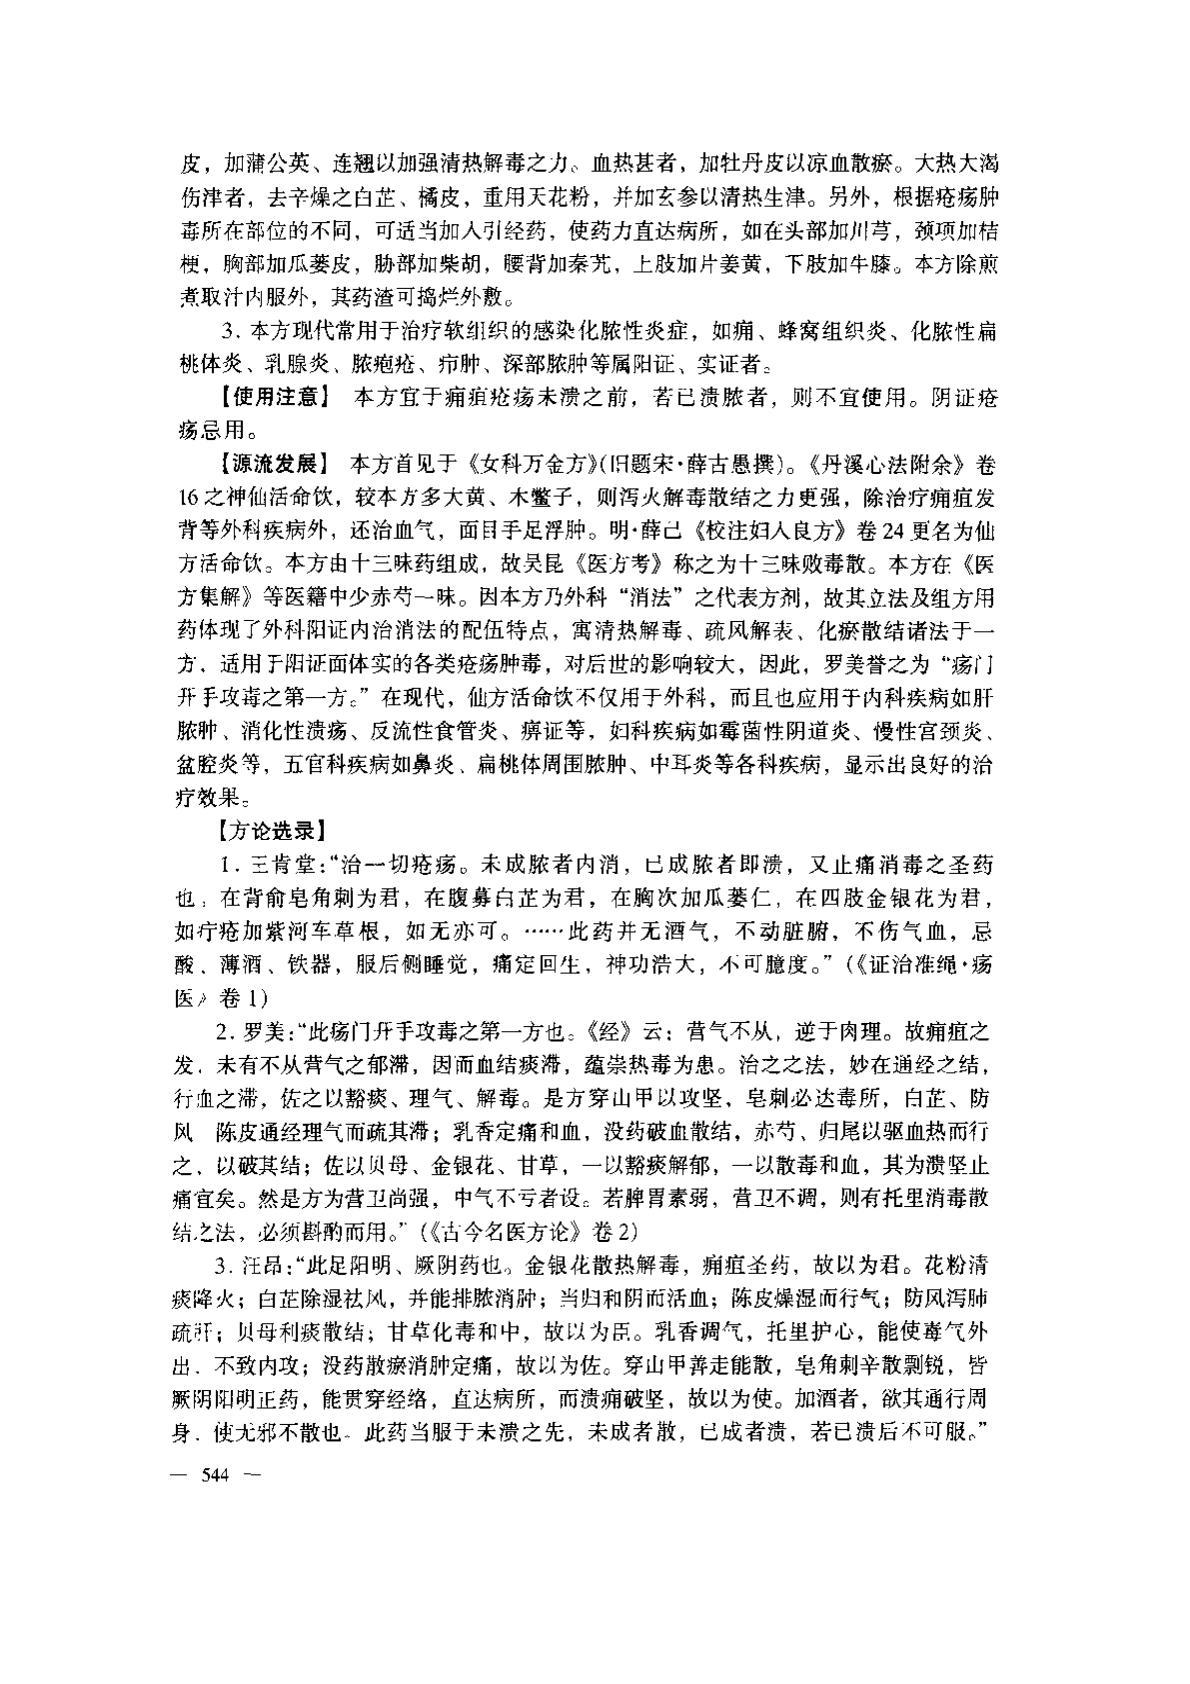 皮，加蒲公英、连翘以加强清热解毒之力。血热甚者，加牡丹皮以凉血散瘀。大热大渴
伤津者，去辛燥之白芷、橘皮，重用天花粉，并加玄参以清热生津。另外，根据疮疡肿
毒所在部位的不同，可适当加入引经药，使药力直达病所，如在头部加川芎，颈项加桔
梗，胸部加瓜蒌皮，胁部加柴胡，腰背加秦艽，上肢加片姜黄，下肢加牛膝。本方除煎
煮取汁内服外，其药渣可捣烂外敷。
3. 本方现代常用于治疗软组织的感染化脓性炎症，如痈、蜂窝组织炎、化脓性扁
桃体炎、乳腺炎、脓疱疮、疖肿、深部脓肿等属阳证、实证者。
【使用注意】 本方宜于痈疽疮疡未溃之前，若已溃脓者，则不宜使用。阴证疮
疡忌用。
【源流发展】 本方首见于《女科万金方》(旧题宋·薛古愚撰)。《丹溪心法附余》卷
16之神仙活命饮，较本方多大黄、木鳖子，则泻火解毒散结之力更强，除治疗痈疽发
背等外科疾病外，还治血气，面目手足浮肿。明·薛己《校注妇人良方》卷24更名为仙
方活命饮。本方由十三味药组成，故吴昆《医方考》称之为十三味败毒散。本方在《医
方集解》等医籍中少赤芍一味。因本方乃外科“消法”之代表方剂，故其立法及组方用
药体现了外科阳证内治消法的配伍特点，寓清热解毒、疏风解表、化瘀散结诸法于一
方，适用于阳证面体实的各类疮疡肿毒，对后世的影响较大，因此，罗美誉之为“疡门
开手攻毒之第一方。”在现代，仙方活命饮不仅用于外科，而且也应用于内科疾病如肝
脓肿、消化性溃疡、反流性食管炎、痹证等，妇科疾病如霉菌性阴道炎、慢性宫颈炎、
盆腔炎等，五官科疾病如鼻炎、扁桃体周围脓肿、中耳炎等各科疾病，显示出良好的治
疗效果。
【方论选录】
1. 王肯堂：“治一切疮疡。未成脓者内消，已成脓者即溃，又止痛消毒之圣药
也。在背俞皂角刺为君，在腹募白芷为君，在胸次加瓜蒌仁，在四肢金银花为君，
如疔疮加紫河车草根，如无亦可。……此药并无酒气，不动脏腑，不伤气血，忌
酸、薄酒、铁器，服后侧睡觉，痛定回生，神功浩大，不可臆度。”(《证治准绳·疡
医》卷1)
2. 罗美：“此疡门开手攻毒之第一方也。《经》云：营气不从，逆于肉理。故痈疽之
发，未有不从营气之郁滞，因而血结痰滞，蕴崇热毒为患。治之之法，妙在通经之结，
行血之滞，佐之以豁痰、理气、解毒。是方穿山甲以攻坚，皂刺必达毒所，白芷、防
风 陈皮通经理气而疏其滞；乳香定痛和血，没药破血散结，赤芍、归尾以驱血热而行
之，以破其结；佐以贝母、金银花、甘草，一以豁痰解郁，一以散毒和血，其为溃坚止
痛宜矣。然是方为营卫尚强，中气不亏者设。若脾胃素弱，营卫不调，则有托里消毒散
结之法，必须斟酌而用。”(《古今名医方论》卷2)
3. 汪昂：“此足阳明、厥阴药也。金银花散热解毒，痈疽圣药，故以为君。花粉清
痰降火；白芷除湿祛风，并能排脓消肿；当归和阴而活血；陈皮燥湿而行气；防风泻肺
疏肝；贝母利痰散结；甘草化毒和中，故以为臣。乳香调气，托里护心，能使毒气外
出，不致内攻；没药散瘀消肿定痛，故以为佐。穿山甲善走能散，皂角刺辛散剽锐，皆
厥阴阳明正药，能贯穿经络，直达病所，而溃痈破坚，故以为使。加酒者，欲其通行周
身，使无邪不散也。此药当服于未溃之先，未成者散，已成者溃，若已溃后不可服。”
— 544 —